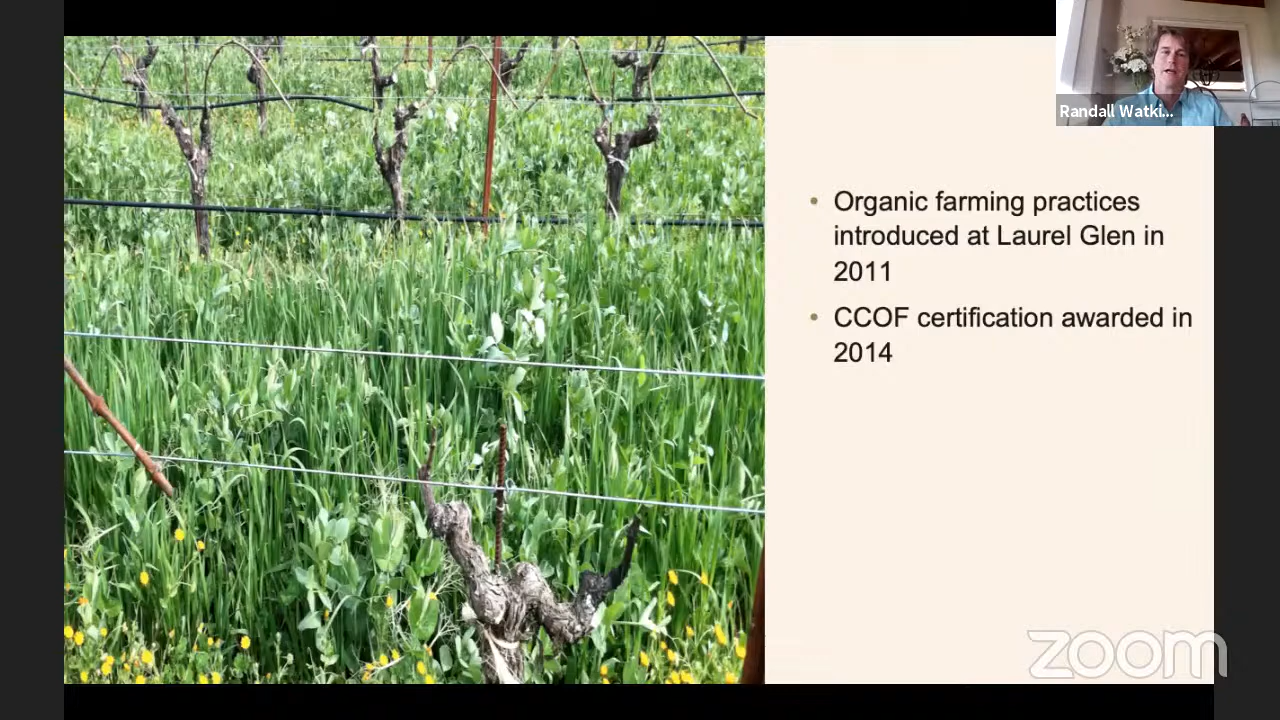 Randall Watki...
• Organic farming practices
introduced at Laurel Glen in
2011
• CCOF certification awarded in
2014
zoom